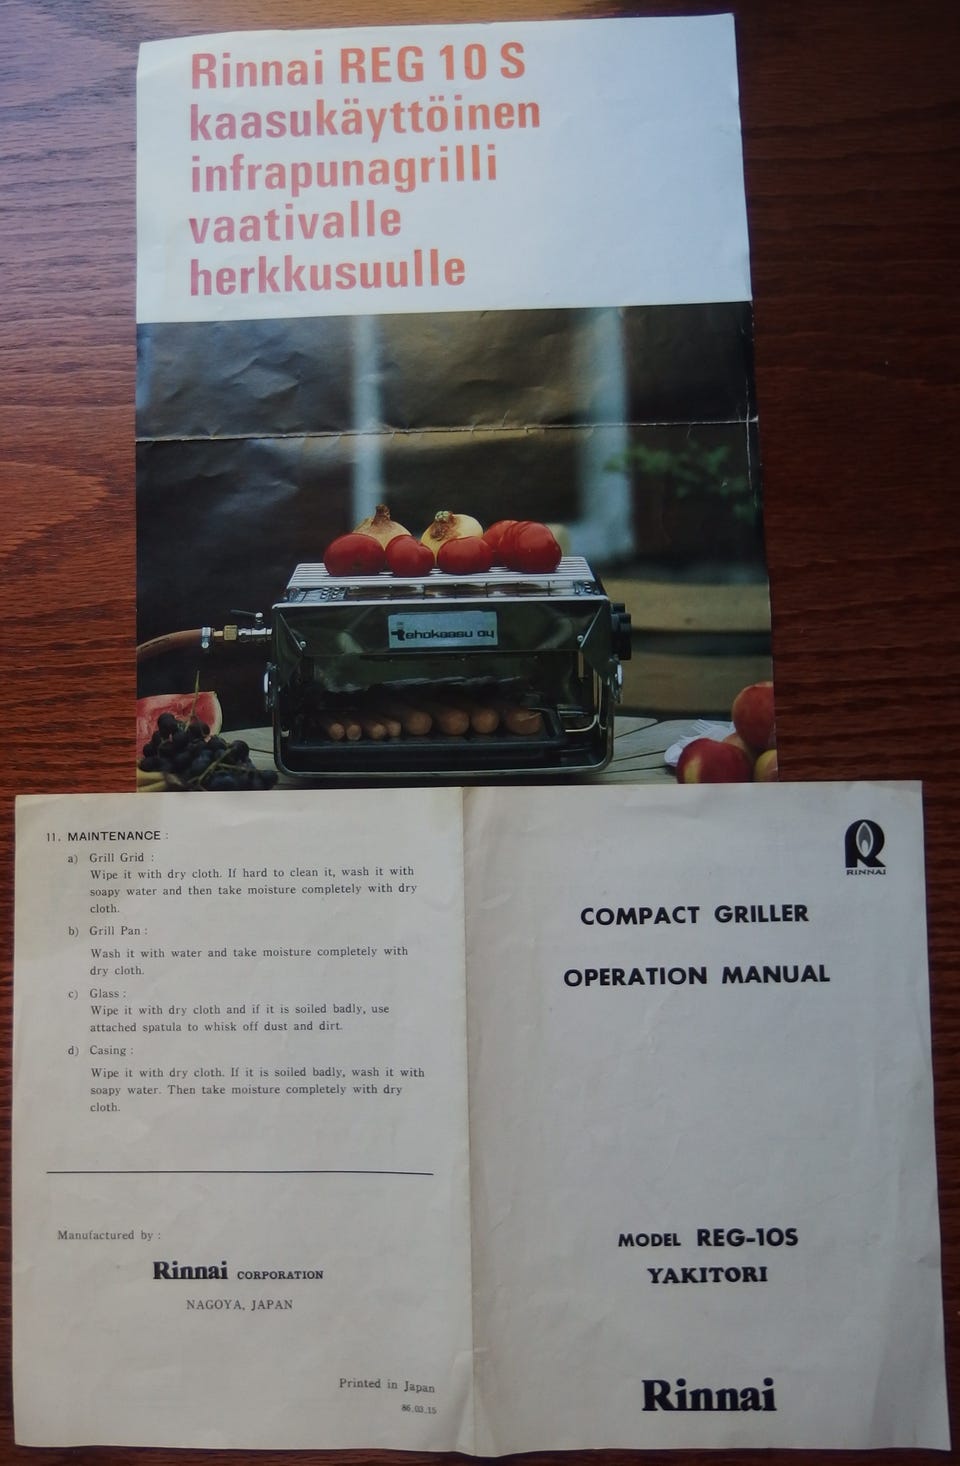 Rinnai REG 10 S
kaasukäyttöinen
infrapunagrilli
vaativalle
herkkusuulle
tehokaasu oy
11. MAINTENANCE :
a) Grill Grid :
Wipe it with dry cloth. If hard to clean it, wash it with
soapy water and then take moisture completely with dry
cloth.
b) Grill Pan :
Wash it with water and take moisture completely with
dry cloth.
c) Glass :
Wipe it with dry cloth and if it is soiled badly, use
attached spatula to whisk off dust and dirt.
d) Casing :
Wipe it with dry cloth. If it is soiled badly, wash it with
soapy water. Then take moisture completely with dry
cloth.
Manufactured by :
Rinnai CORPORATION
NAGOYA, JAPAN
Printed in Japan
86.03.15
R
RINNAI
COMPACT GRILLER
OPERATION MANUAL
MODEL REG-10S
YAKITORI
Rinnai